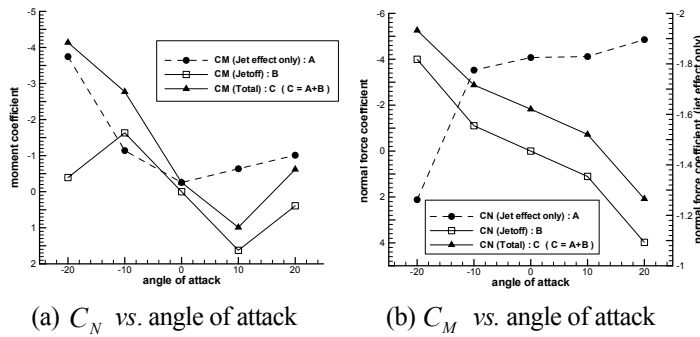 -5
-4
-3
-2
-1
0
1
2
moment coefficient
CM (Jet effect only) : A
CM (Jetoff) : B
CM (Total) : C ( C = A+B )
-20 -10 0 10 20
angle of attack
-6
-4
-2
0
2
4
normal force coefficient
CN (Jet effect only) : A
CN (Jetoff) : B
CN (Total) : C ( C = A+B )
-20 -10 0 10 20
angle of attack
-2
-1.8
-1.6
-1.4
-1.2
-1
normal force coefficient (jet effect only)
(a) C_N vs. angle of attack
(b) C_M vs. angle of attack